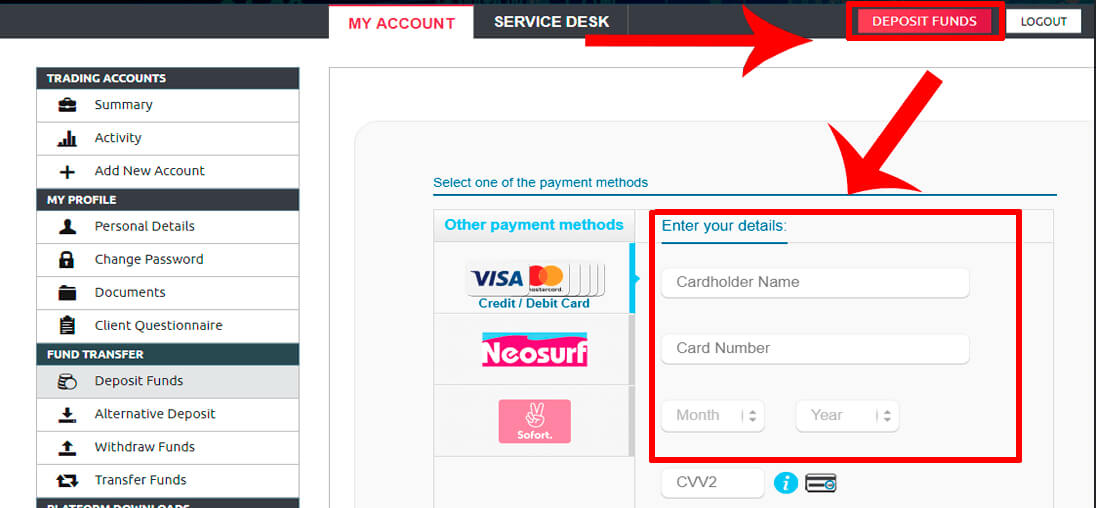 MY ACCOUNT
SERVICE DESK
DEPOSIT FUNDS
LOGOUT
TRADING ACCOUNTS
Summary
Activity
Add New Account
MY PROFILE
Personal Details
Change Password
Documents
Client Questionnaire
FUND TRANSFER
Deposit Funds
Alternative Deposit
Withdraw Funds
Transfer Funds
PLATFORM DOWNLOADS
Select one of the payment methods
Other payment methods
VISA
mastercard.
Credit / Debit Card
Neosurf
Sofort.
Enter your details:
Cardholder Name
Card Number
Month
Year
CVV2
i